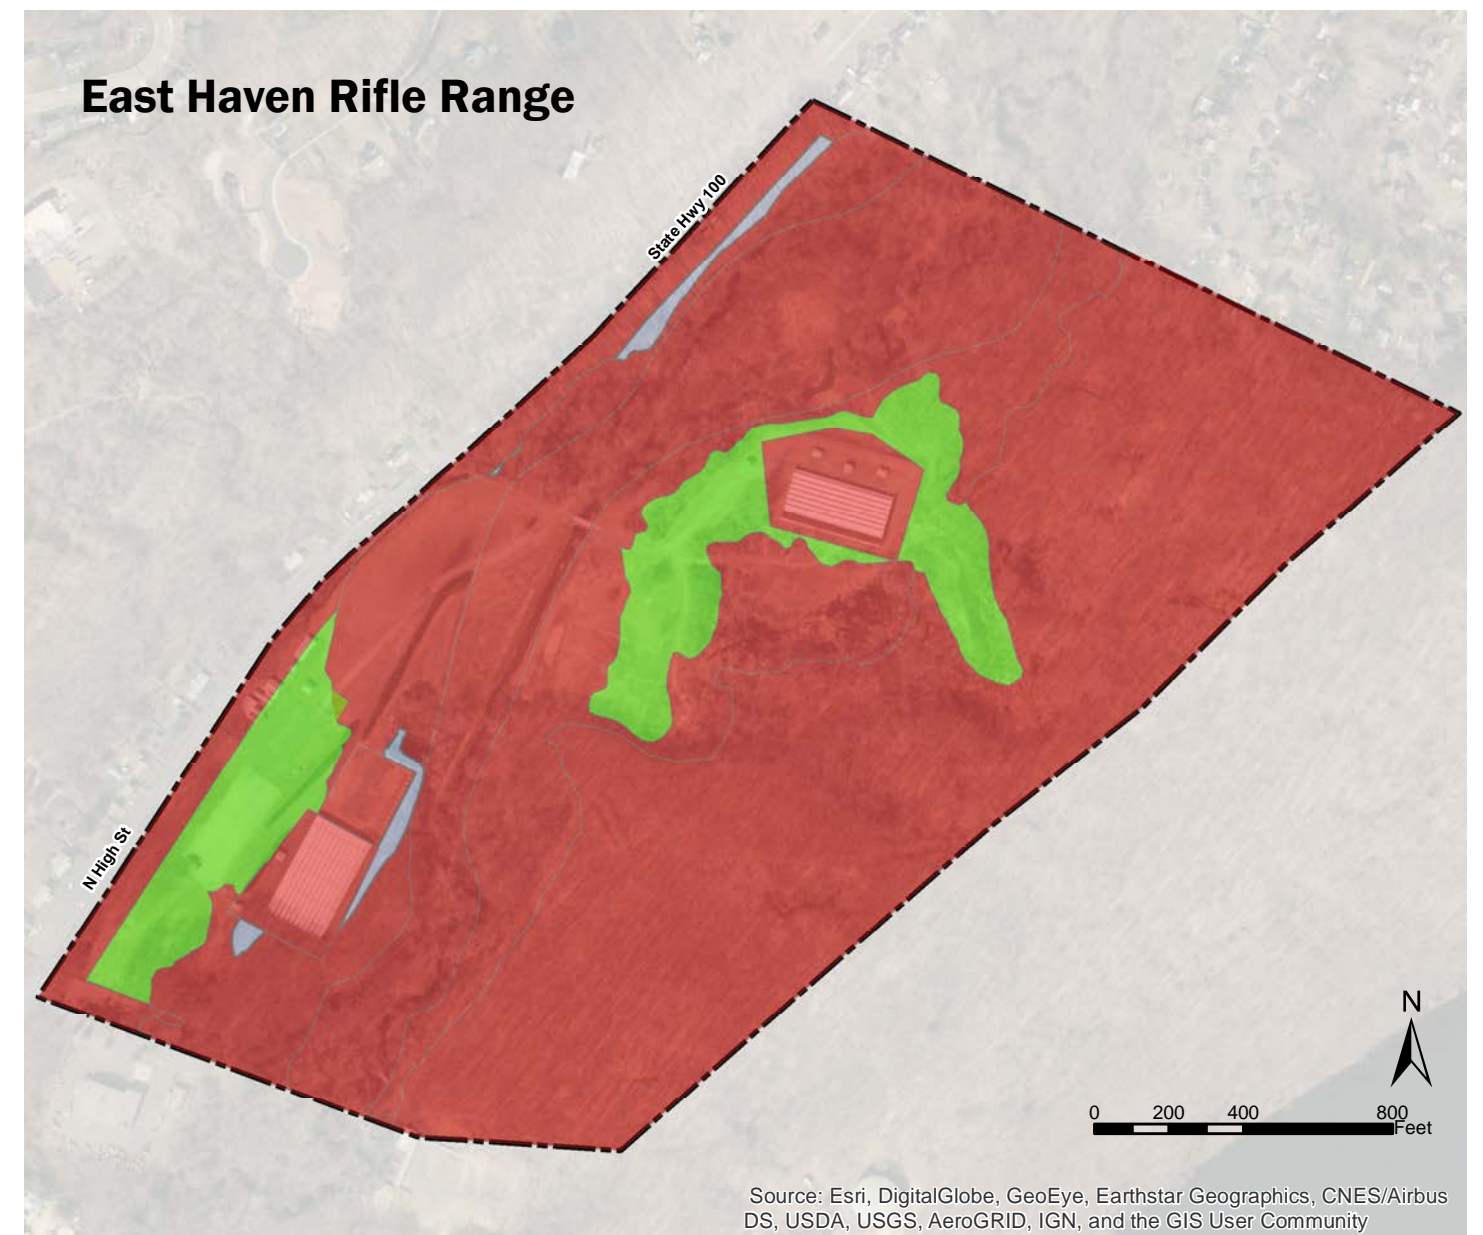 East Haven Rifle Range
State Hwy 100
N High St
N
0 200 400 800
Feet
Source: Esri, DigitalGlobe, GeoEye, Earthstar Geographics, CNES/Airbus
DS, USDA, USGS, AeroGRID, IGN, and the GIS User Community